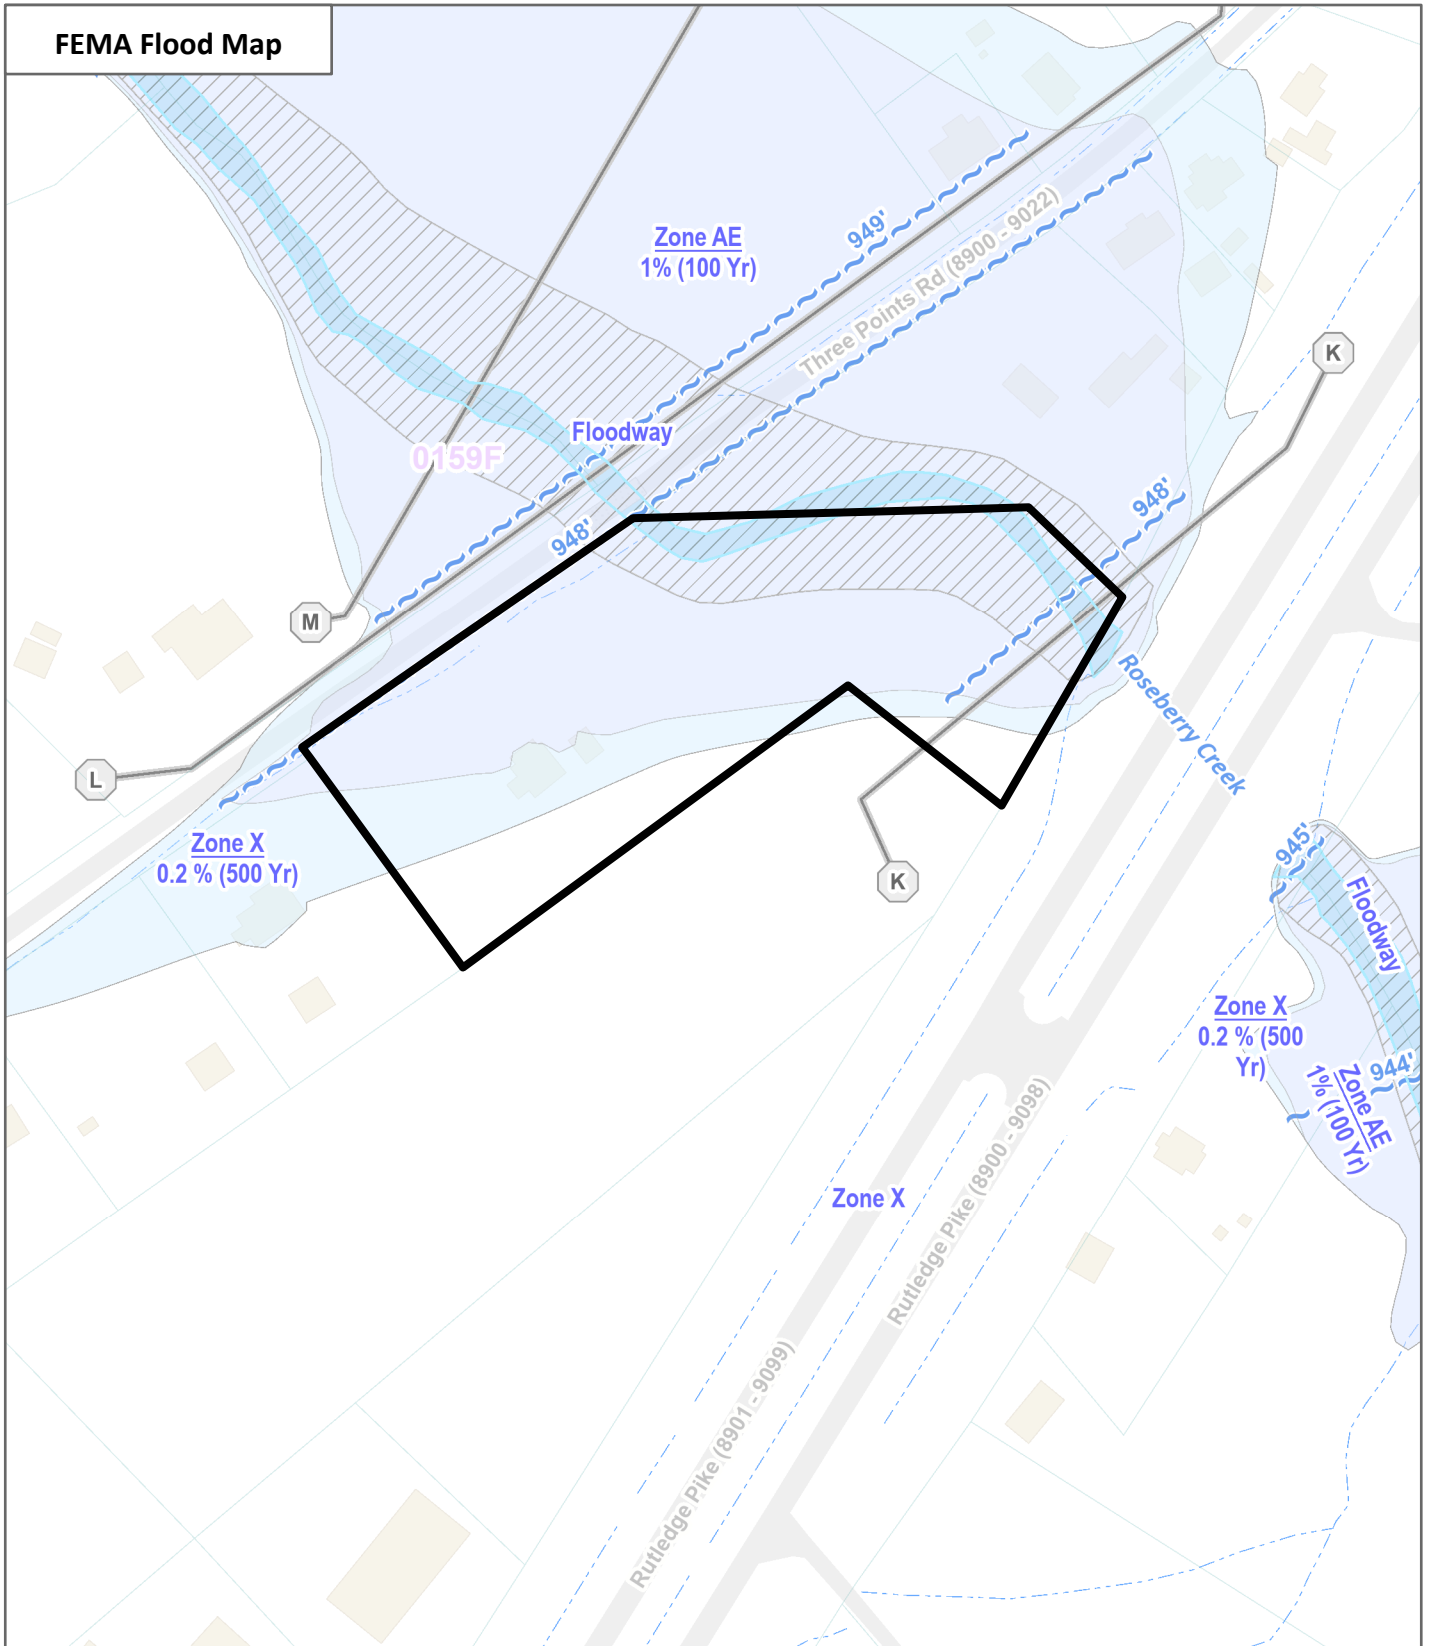 FEMA Flood Map
949'
Three Points Rd (8900 - 9022)
Zone AE
1% (100 Yr)
K
Floodway
0159F
948'
948'
M
Roseberry Creek
L
Zone X
0.2 % (500 Yr)
K
945'
Floodway
Zone X
0.2 % (500
Yr)
944'
Zone AE
1% (100 Yr)
Zone X
Rutledge Pike (8900 - 9098)
Rutledge Pike (8901 - 9099)